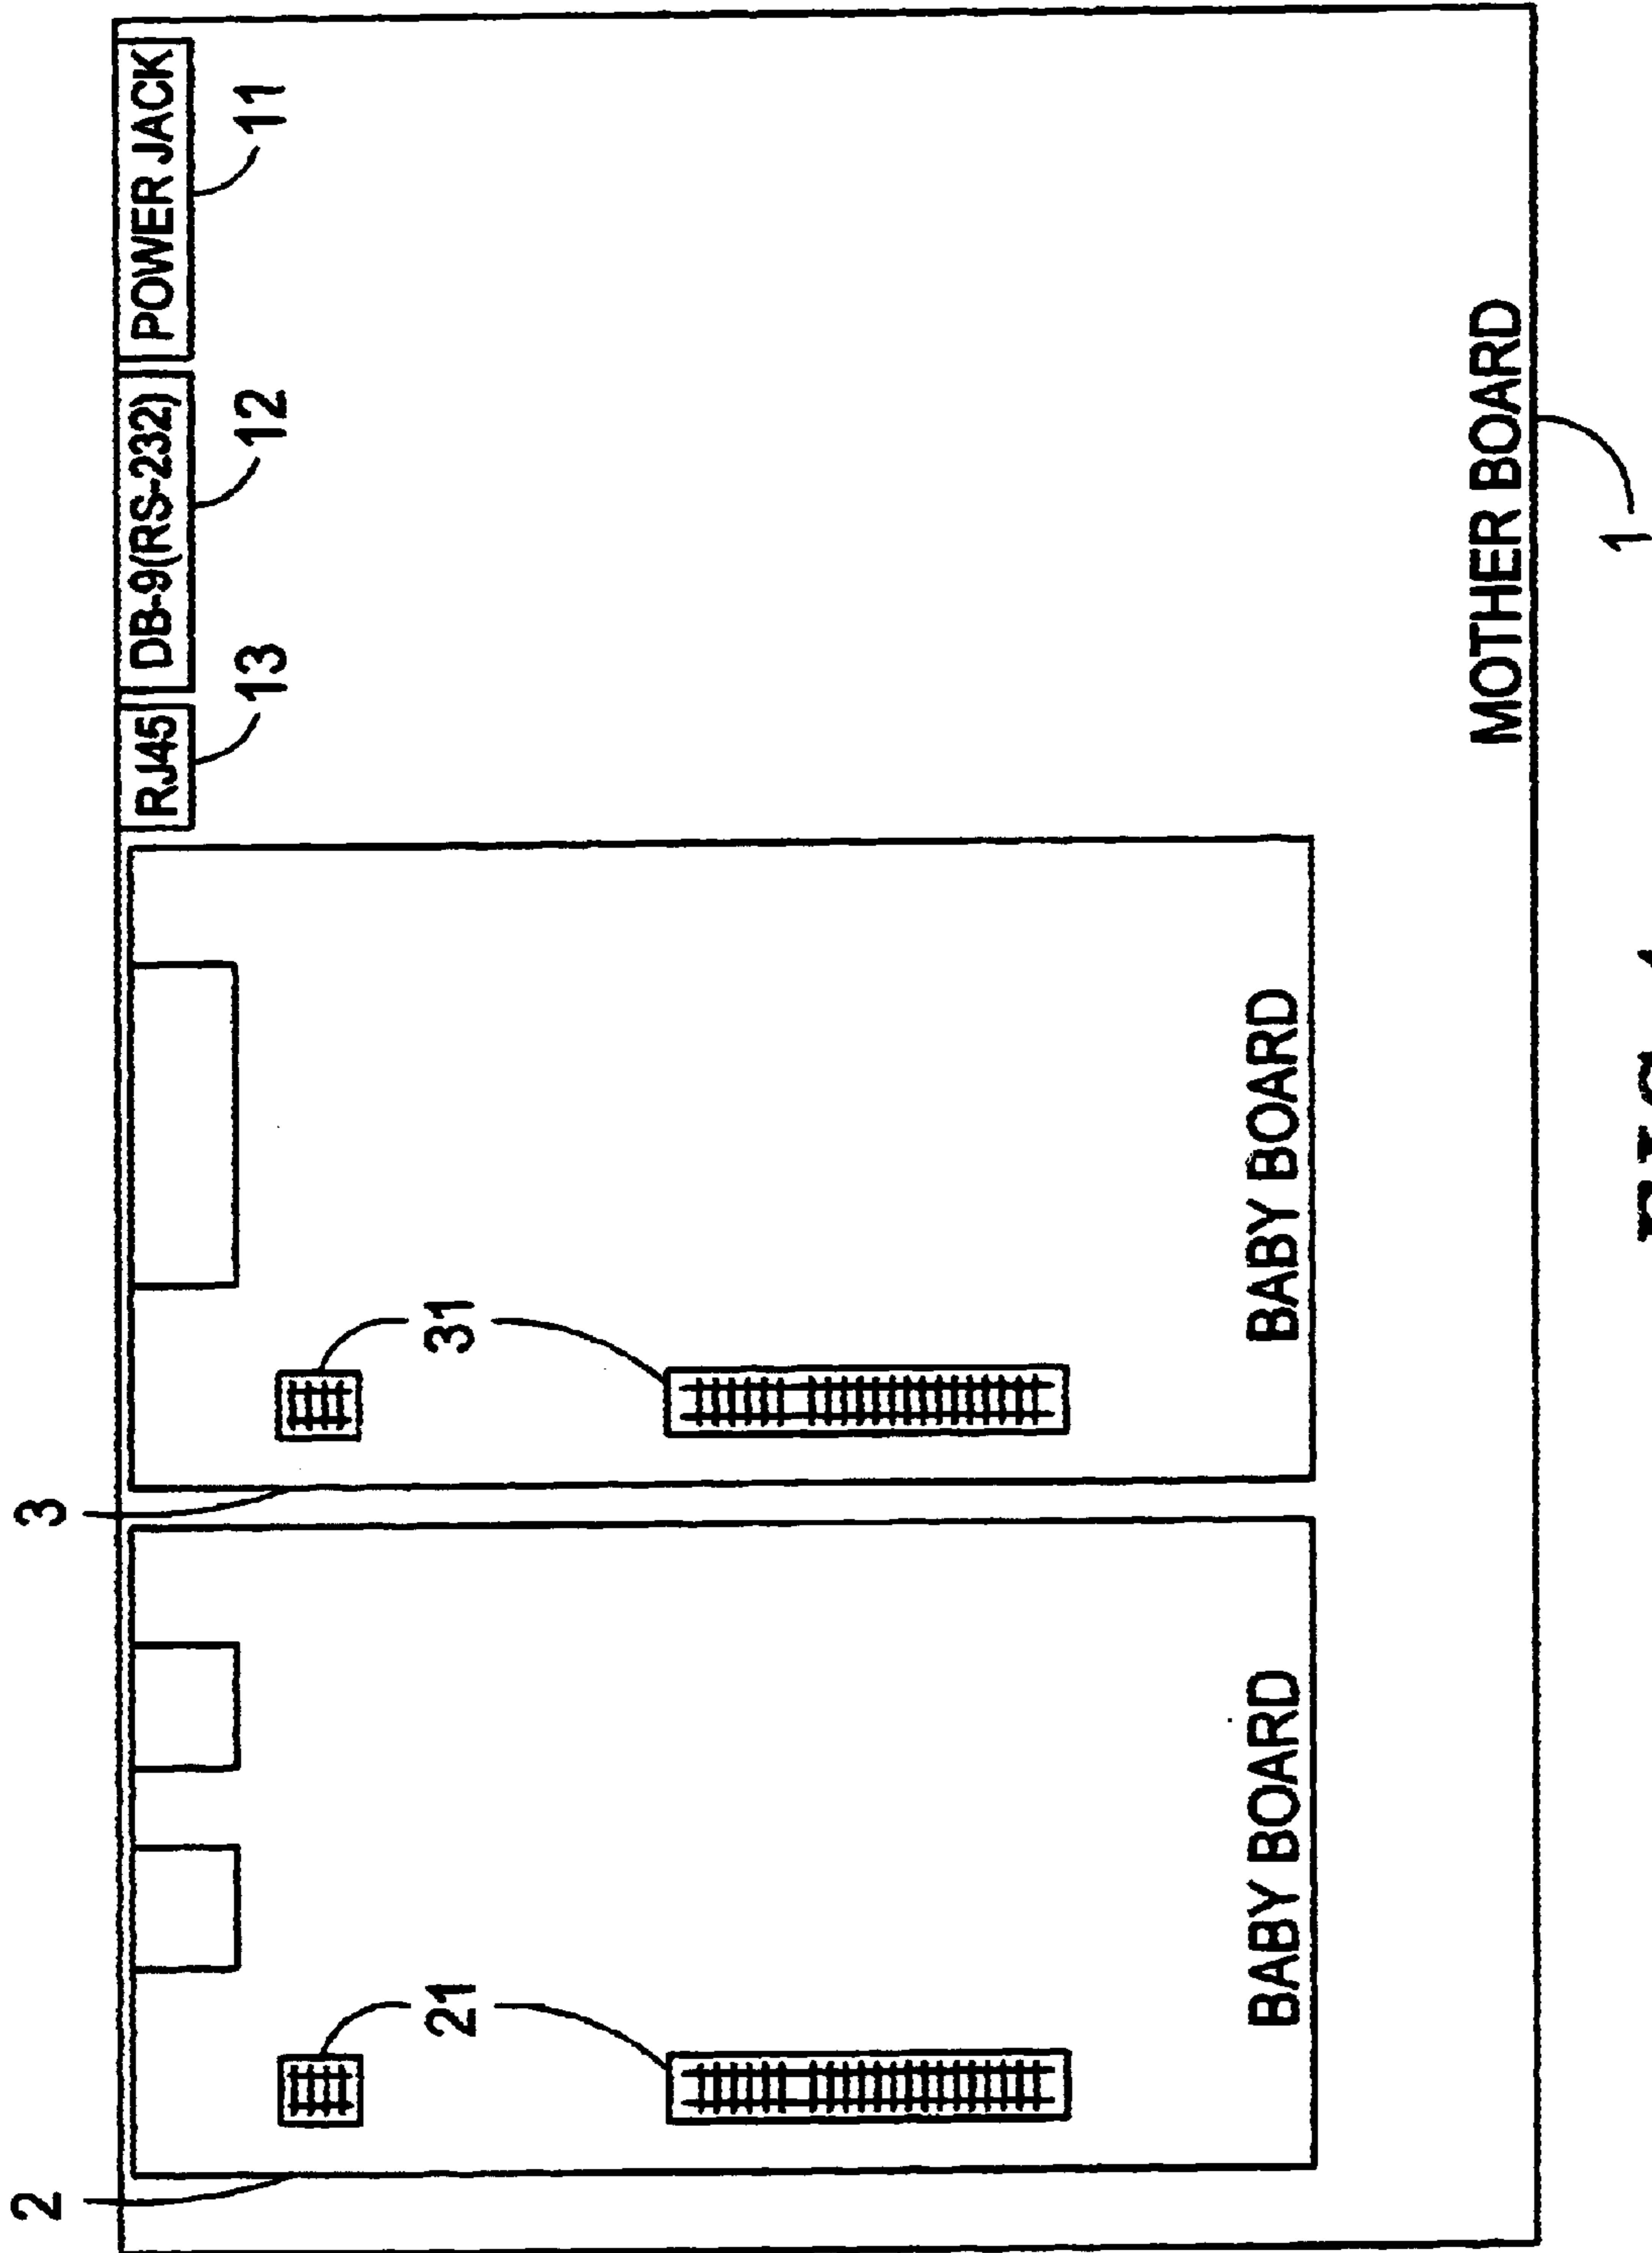 2 3
RJ45 DB-9(RS-232) POWER JACK
13 12 11
21 31
BABY BOARD BABY BOARD
MOTHER BOARD
1